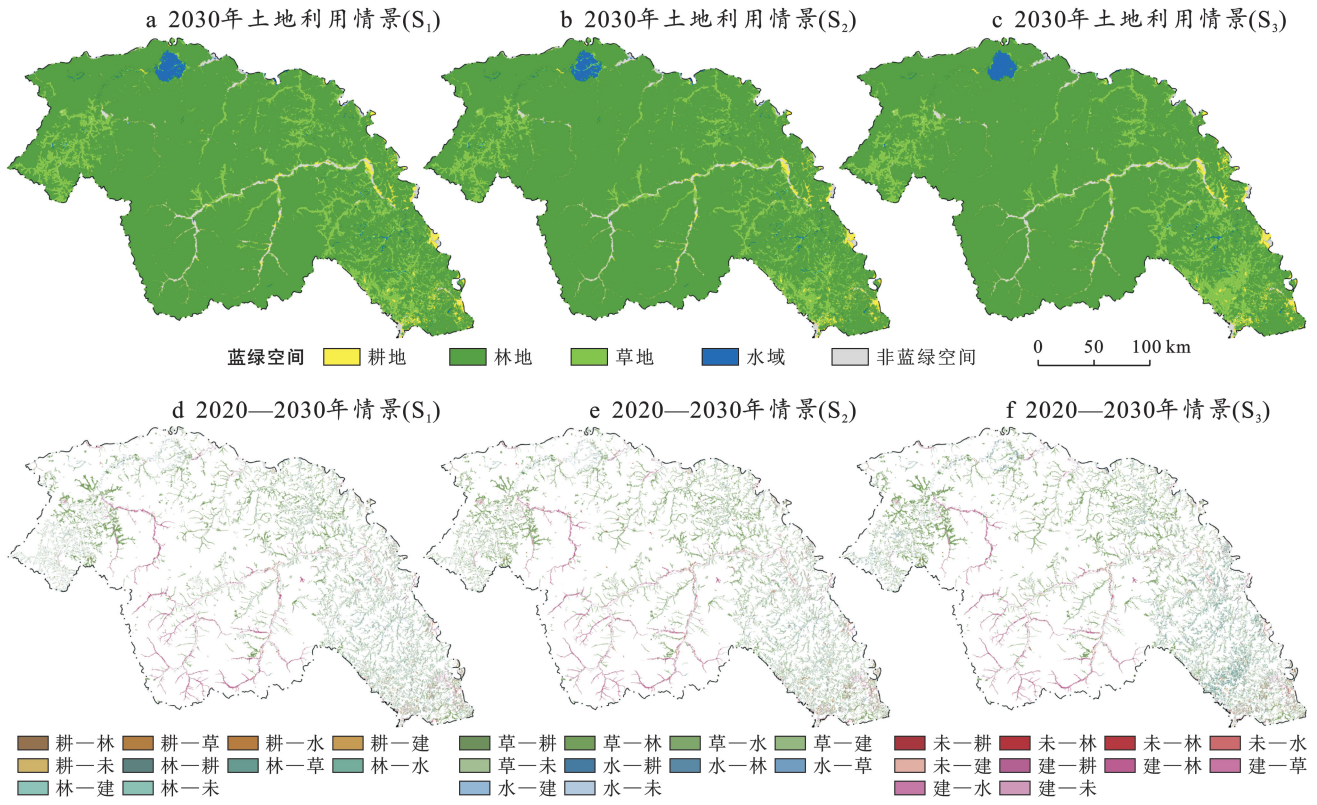 a 2030年土地利用情景(S₁)
b 2030年土地利用情景(S₂)
c 2030年土地利用情景(S₃)
蓝绿空间 耕地 林地 草地 水域 非蓝绿空间
0 50 100 km
d 2020—2030年情景(S₁)
e 2020—2030年情景(S₂)
f 2020—2030年情景(S₃)
耕—林 耕—草 耕—水 耕—建
耕—未 林—耕 林—草 林—水
林—建 林—未
草—耕 草—林 草—水 草—建
草—未 水—耕 水—林 水—草
水—建 水—未
未—耕 未—林 未—林 未—水
未—建 建—耕 建—林 建—草
建—水 建—未